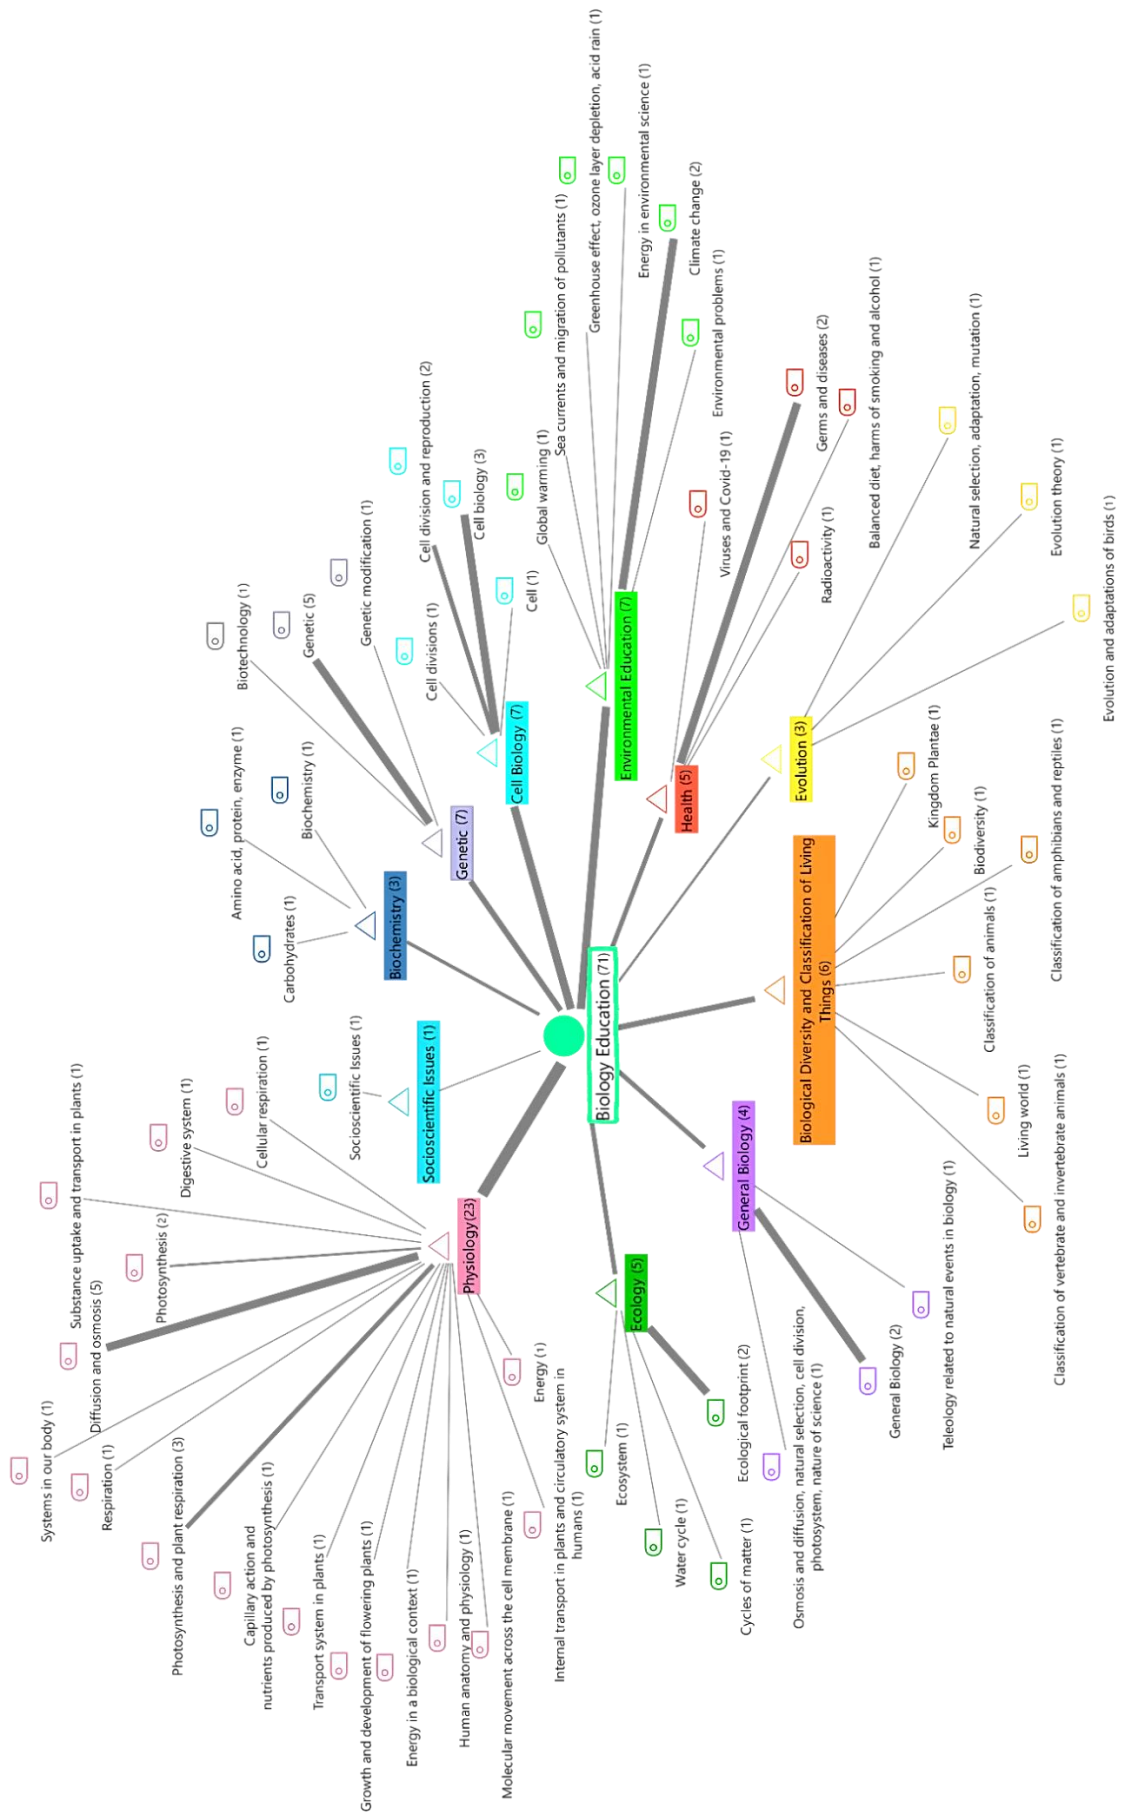 Biology Education (71)
Physiology(23)
Cellular respiration (1)
Digestive system (1)
Substance uptake and transport in plants (1)
Photosynthesis (2)
Diffusion and osmosis (5)
Systems in our body (1)
Respiration (1)
Photosynthesis and plant respiration (3)
Capillary action and
nutrients produced by photosynthesis (1)
Transport system in plants (1)
Growth and development of flowering plants (1)
Energy in a biological context (1)
Human anatomy and physiology (1)
Molecular movement across the cell membrane (1)
Internal transport in plants and circulatory system in
humans (1)
Energy (1)
Socioscientific Issues (1)
Socioscientific Issues (1)
Biochemistry (3)
Carbohydrates (1)
Amino acid, protein, enzyme (1)
Biochemistry (1)
Genetic (7)
Biotechnology (1)
Genetic (5)
Genetic modification (1)
Cell Biology (7)
Cell divisions (1)
Cell division and reproduction (2)
Cell biology (3)
Cell (1)
Environmental Education (7)
Global warming (1)
Sea currents and migration of pollutants (1)
Greenhouse effect, ozone layer depletion, acid rain (1)
Energy in environmental science (1)
Climate change (2)
Environmental problems (1)
Health (5)
Viruses and Covid-19 (1)
Germs and diseases (2)
Balanced diet, harms of smoking and alcohol (1)
Radioactivity (1)
Evolution (3)
Natural selection, adaptation, mutation (1)
Evolution theory (1)
Evolution and adaptations of birds (1)
Biological Diversity and Classification of Living
Things (6)
Kingdom Plantae (1)
Biodiversity (1)
Classification of amphibians and reptiles (1)
Classification of animals (1)
Living world (1)
Classification of vertebrate and invertebrate animals (1)
General Biology (4)
Teleology related to natural events in biology (1)
General Biology (2)
Osmosis and diffusion, natural selection, cell division,
photosystem, nature of science (1)
Ecology (5)
Ecological footprint (2)
Cycles of matter (1)
Water cycle (1)
Ecosystem (1)